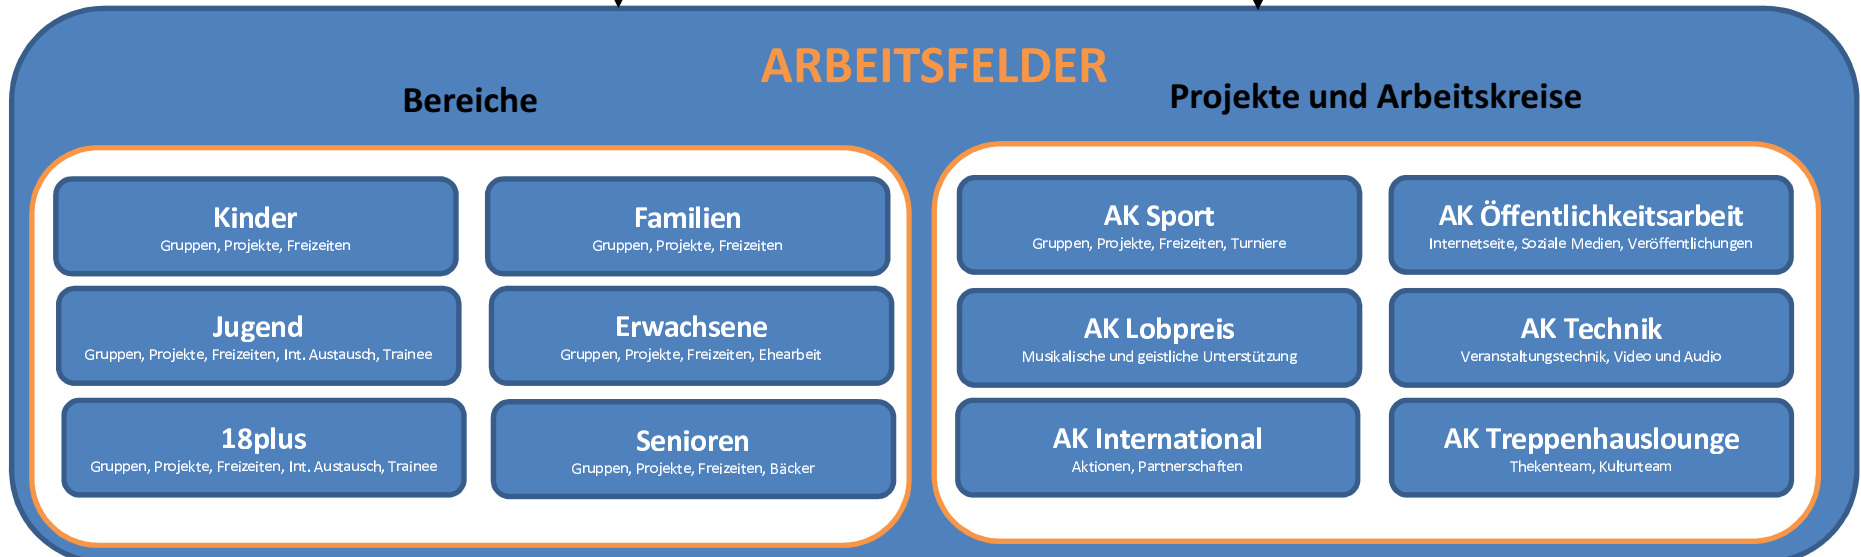 ARBEITSFELDER
Bereiche
Kinder
Gruppen, Projekte, Freizeiten
Familien
Gruppen, Projekte, Freizeiten
Jugend
Gruppen, Projekte, Freizeiten, Int. Austausch, Trainee
Erwachsene
Gruppen, Projekte, Freizeiten, Ehearbeit
18plus
Gruppen, Projekte, Freizeiten, Int. Austausch, Trainee
Senioren
Gruppen, Projekte, Freizeiten, Bäcker
Projekte und Arbeitskreise
AK Sport
Gruppen, Projekte, Freizeiten, Turniere
AK Öffentlichkeitsarbeit
Internetseite, Soziale Medien, Veröffentlichungen
AK Lobpreis
Musikalische und geistliche Unterstützung
AK Technik
Veranstaltungstechnik, Video und Audio
AK International
Aktionen, Partnerschaften
AK Treppenhauslounge
Thekenteam, Kulturteam